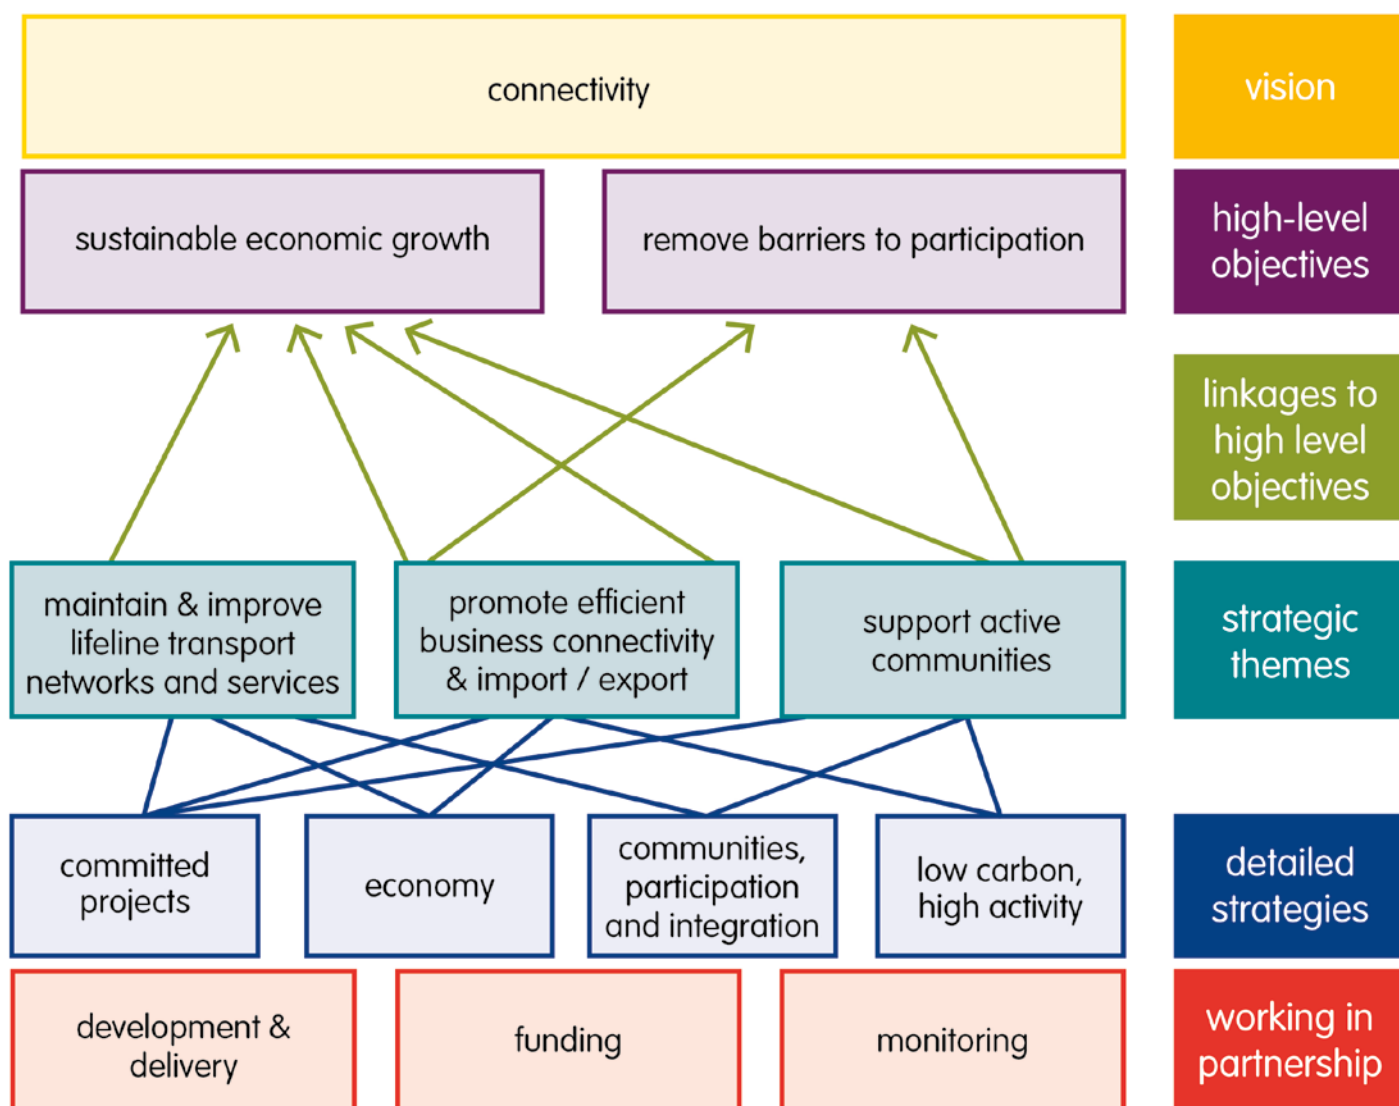 connectivity
vision
sustainable economic growth
remove barriers to participation
high-level
objectives
linkages to
high level
objectives
maintain & improve
lifeline transport
networks and services
promote efficient
business connectivity
& import / export
support active
communities
strategic
themes
committed
projects
economy
communities,
participation
and integration
low carbon,
high activity
detailed
strategies
development &
delivery
funding
monitoring
working in
partnership